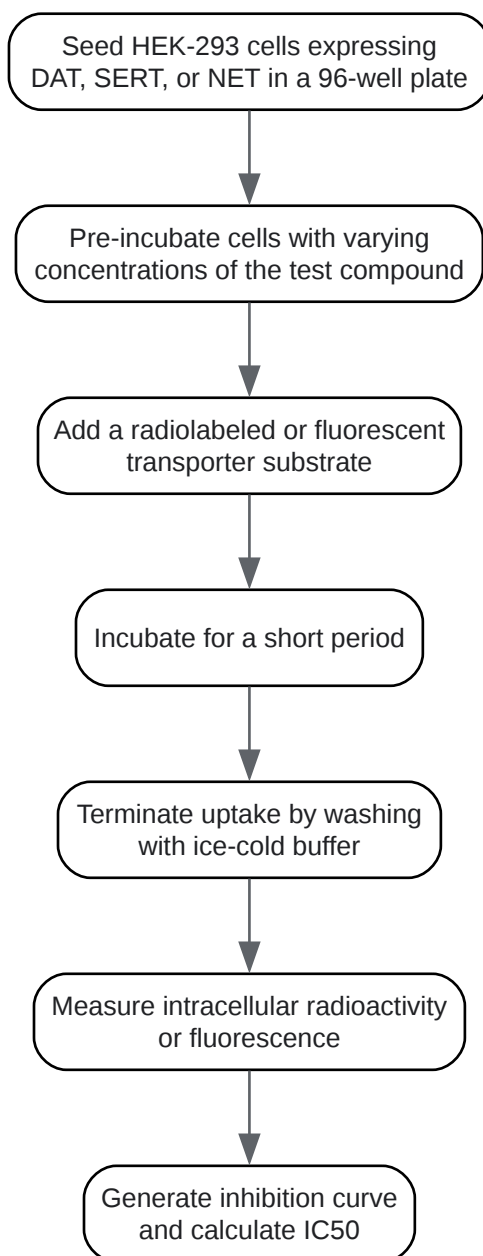 Seed HEK-293 cells expressing
DAT, SERT, or NET in a 96-well plate
Pre-incubate cells with varying
concentrations of the test compound
Add a radiolabeled or fluorescent
transporter substrate
Incubate for a short period
Terminate uptake by washing
with ice-cold buffer
Measure intracellular radioactivity
or fluorescence
Generate inhibition curve
and calculate IC50